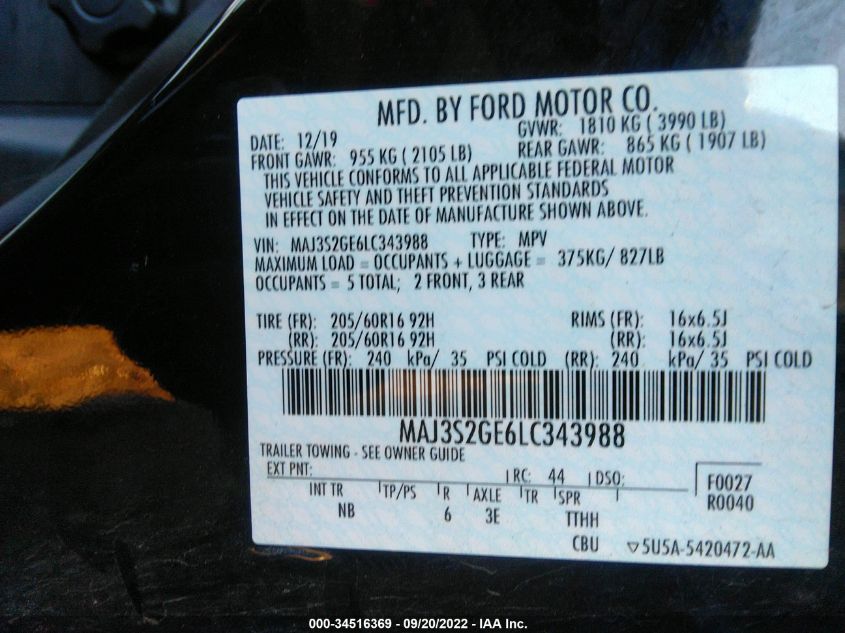 MFD. BY FORD MOTOR CO.
DATE: 12/19 GVWR: 1810 KG ( 3990 LB)
FRONT GAWR: 955 KG ( 2105 LB) REAR GAWR: 865 KG ( 1907 LB)
THIS VEHICLE CONFORMS TO ALL APPLICABLE FEDERAL MOTOR
VEHICLE SAFETY AND THEFT PREVENTION STANDARDS
IN EFFECT ON THE DATE OF MANUFACTURE SHOWN ABOVE.
VIN: MAJ3S2GE6LC343988 TYPE: MPV
MAXIMUM LOAD = OCCUPANTS + LUGGAGE = 375KG/ 827LB
OCCUPANTS = 5 TOTAL; 2 FRONT, 3 REAR
TIRE (FR): 205/60R16 92H RIMS (FR): 16x6.5J
(RR): 205/60R16 92H (RR): 16x6.5J
PRESSURE (FR): 240 kPa/ 35 PSI COLD (RR): 240 kPa/ 35 PSI COLD
MAJ3S2GE6LC343988
TRAILER TOWING - SEE OWNER GUIDE
EXT PNT: RC: 44 DSO: F0027
R0040
INT TR TP/PS R AXLE TR SPR
NB 6 3E TTHH
CBU ▽5U5A-5420472-AA
000-34516369 - 09/20/2022 - IAA Inc.